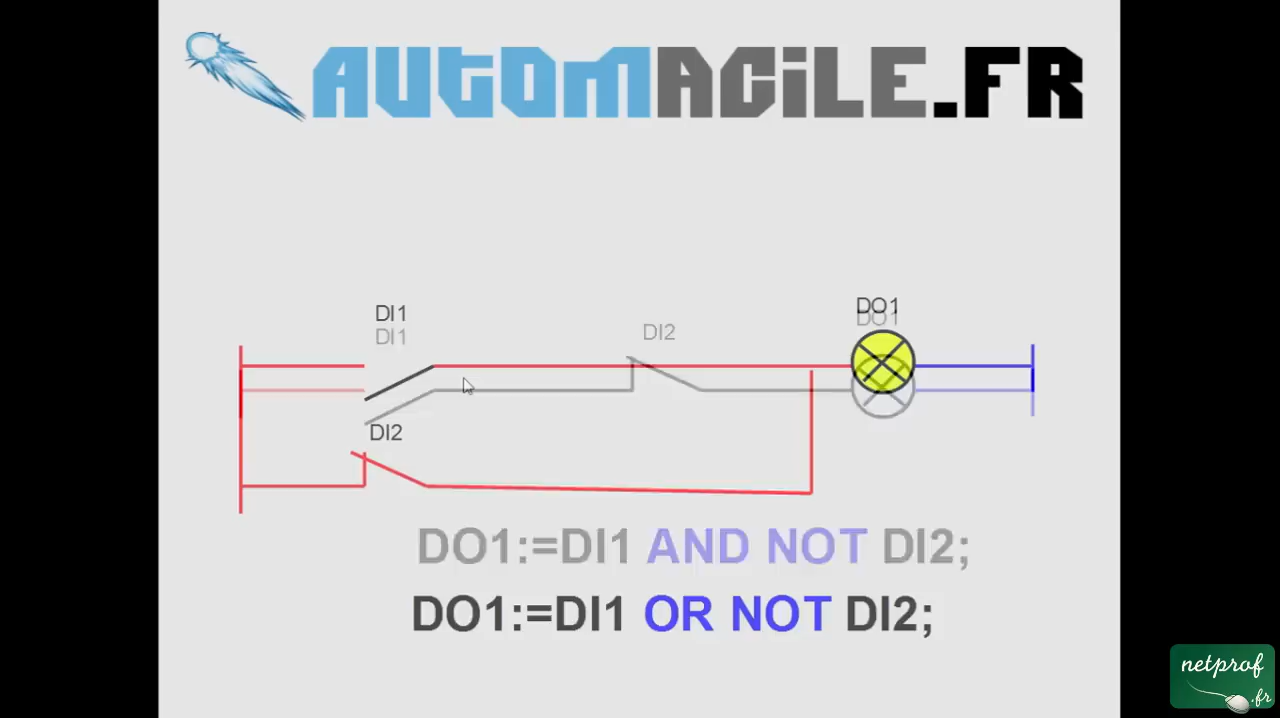 AUTOMAGILE.FR
DI1
DI1
DI2
DO1
DO1
DI2
DO1:=DI1 AND NOT DI2;
DO1:=DI1 OR NOT DI2;
netprof
.fr